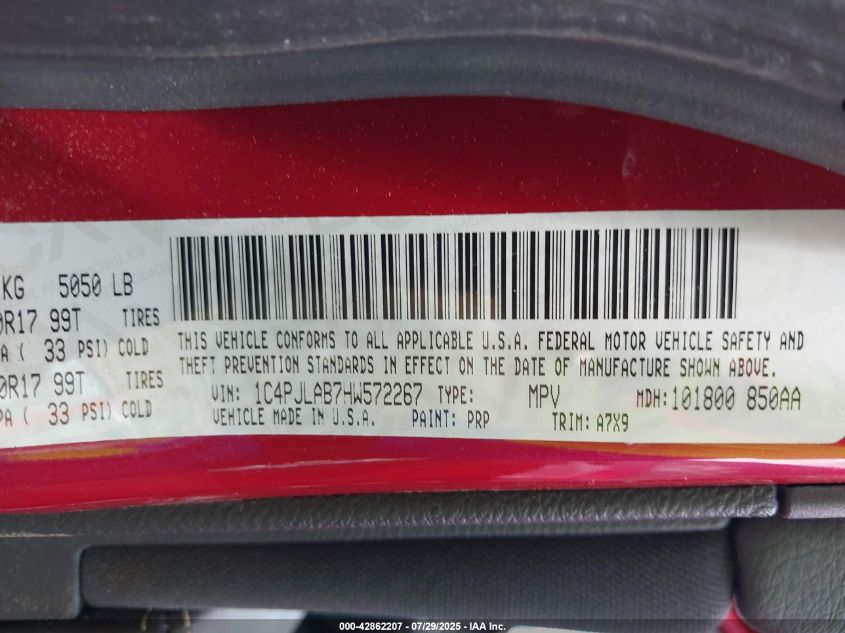 KG 5050 LB
0R17 99T TIRES
A ( 33 PSI) COLD
0R17 99T TIRES
PA ( 33 PSI) COLD
THIS VEHICLE CONFORMS TO ALL APPLICABLE U.S.A. FEDERAL MOTOR VEHICLE SAFETY AND
THEFT PREVENTION STANDARDS IN EFFECT ON THE DATE OF MANUFACTURE SHOWN ABOVE.
VIN: 1C4PJLAB7HW572267 TYPE: MPV MDH:101800 850AA
VEHICLE MADE IN U.S.A. PAINT: PRP TRIM: A7X9
000-42862207 - 07/29/2025 - IAA Inc.